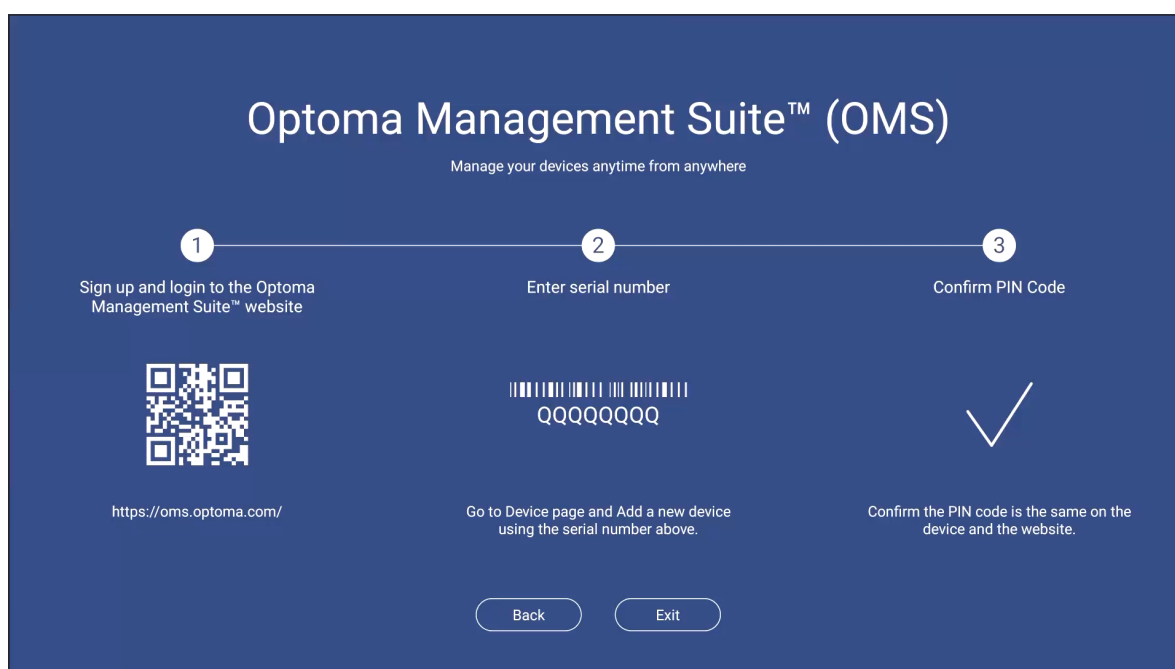 Optoma Management Suite™ (OMS)
Manage your devices anytime from anywhere
1
2
3
Sign up and login to the Optoma
Management Suite™ website
Enter serial number
Confirm PIN Code
QQQQQQQQ
https://oms.optoma.com/
Go to Device page and Add a new device
using the serial number above.
Confirm the PIN code is the same on the
device and the website.
Back
Exit